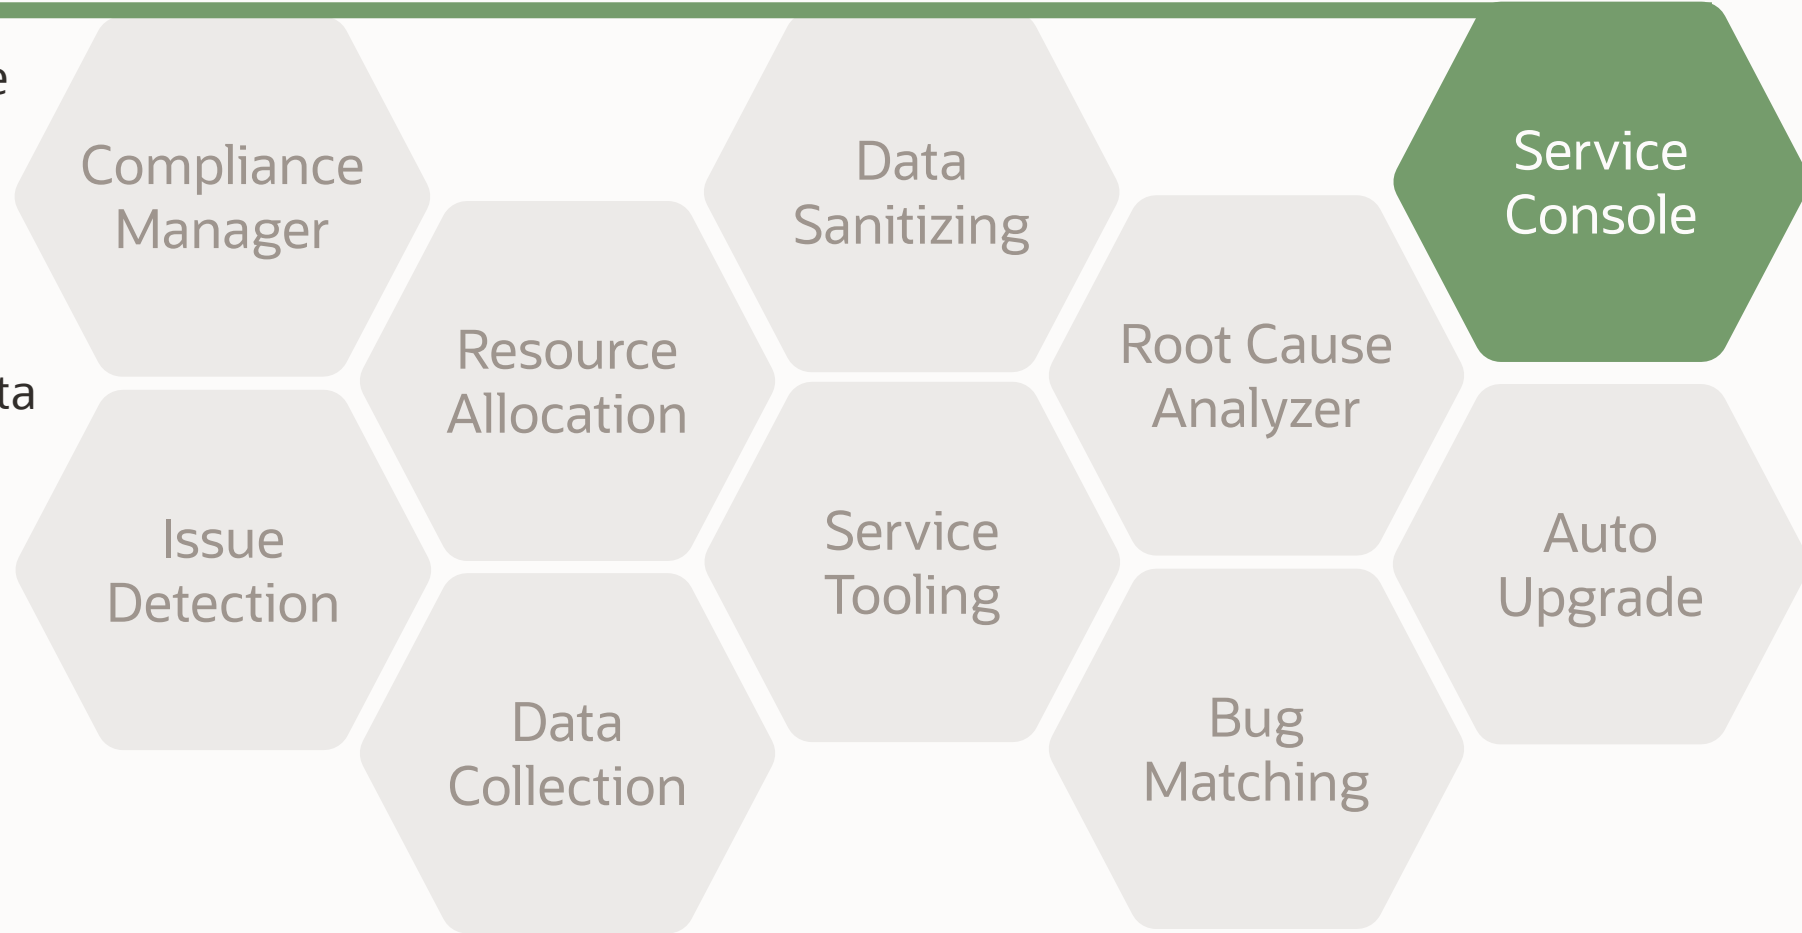 Compliance
Manager
Data
Sanitizing
Service
Console
Resource
Allocation
Root Cause
Analyzer
Issue
Detection
Service
Tooling
Auto
Upgrade
Data
Collection
Bug
Matching